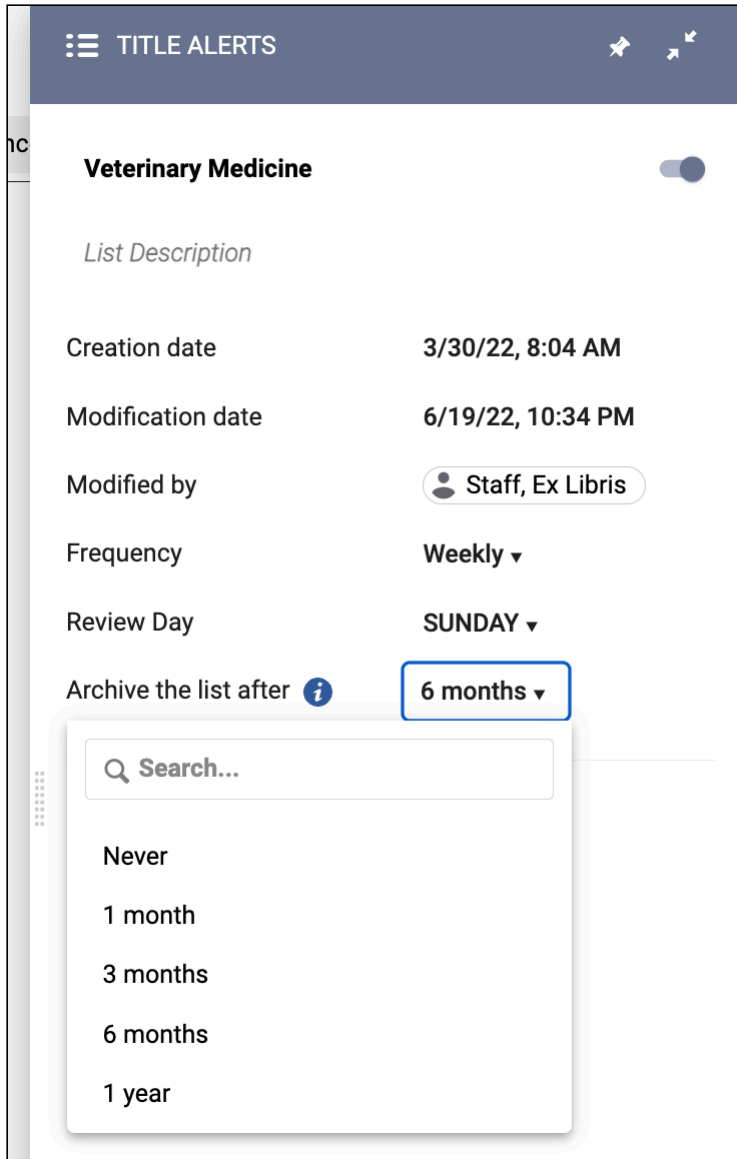 TITLE ALERTS
Veterinary Medicine
List Description
Creation date 3/30/22, 8:04 AM
Modification date 6/19/22, 10:34 PM
Modified by Staff, Ex Libris
Frequency Weekly
Review Day SUNDAY
Archive the list after i 6 months
Search...
Never
1 month
3 months
6 months
1 year